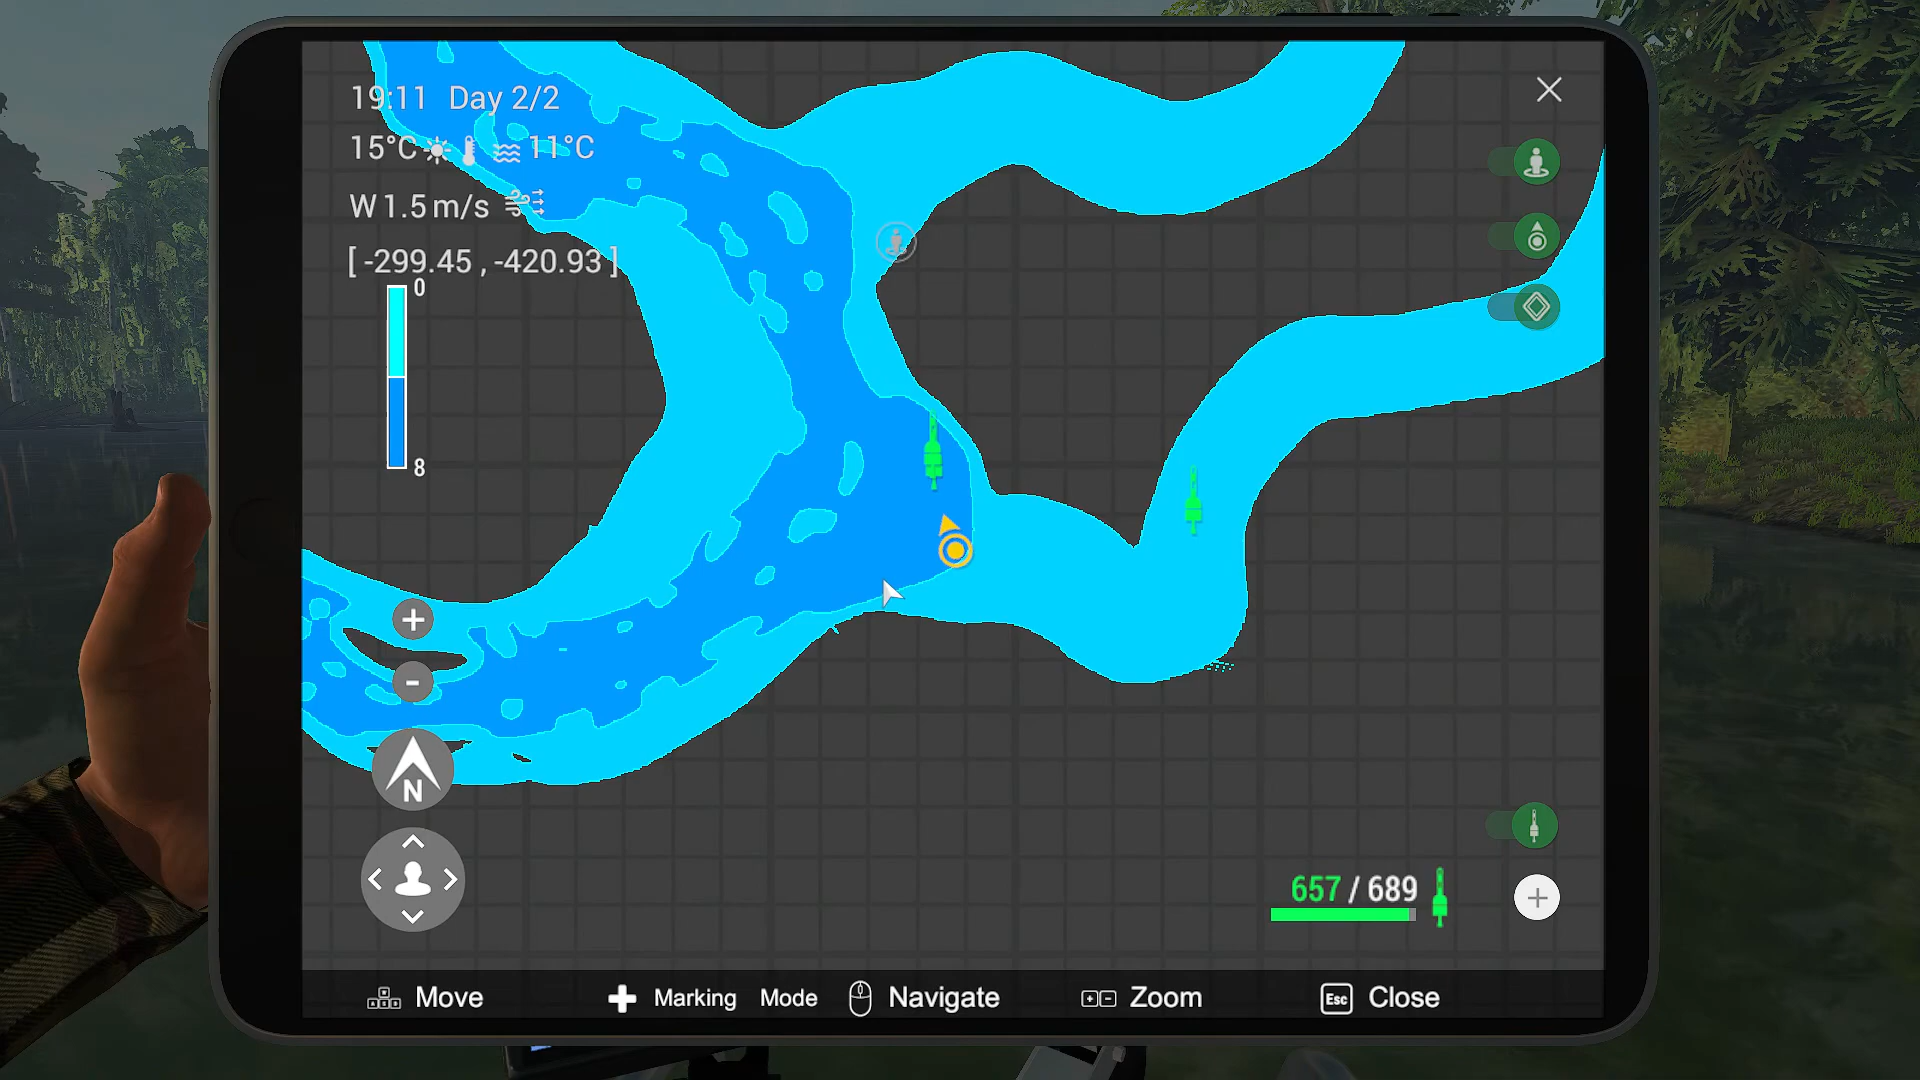 19:11 Day 2/2
15°C 11°C
W 1.5 m/s
[ -299.45 , -420.93 ]
0
8
+
-
N
657 / 689
+
Move
Marking Mode
Navigate
Zoom
Esc Close